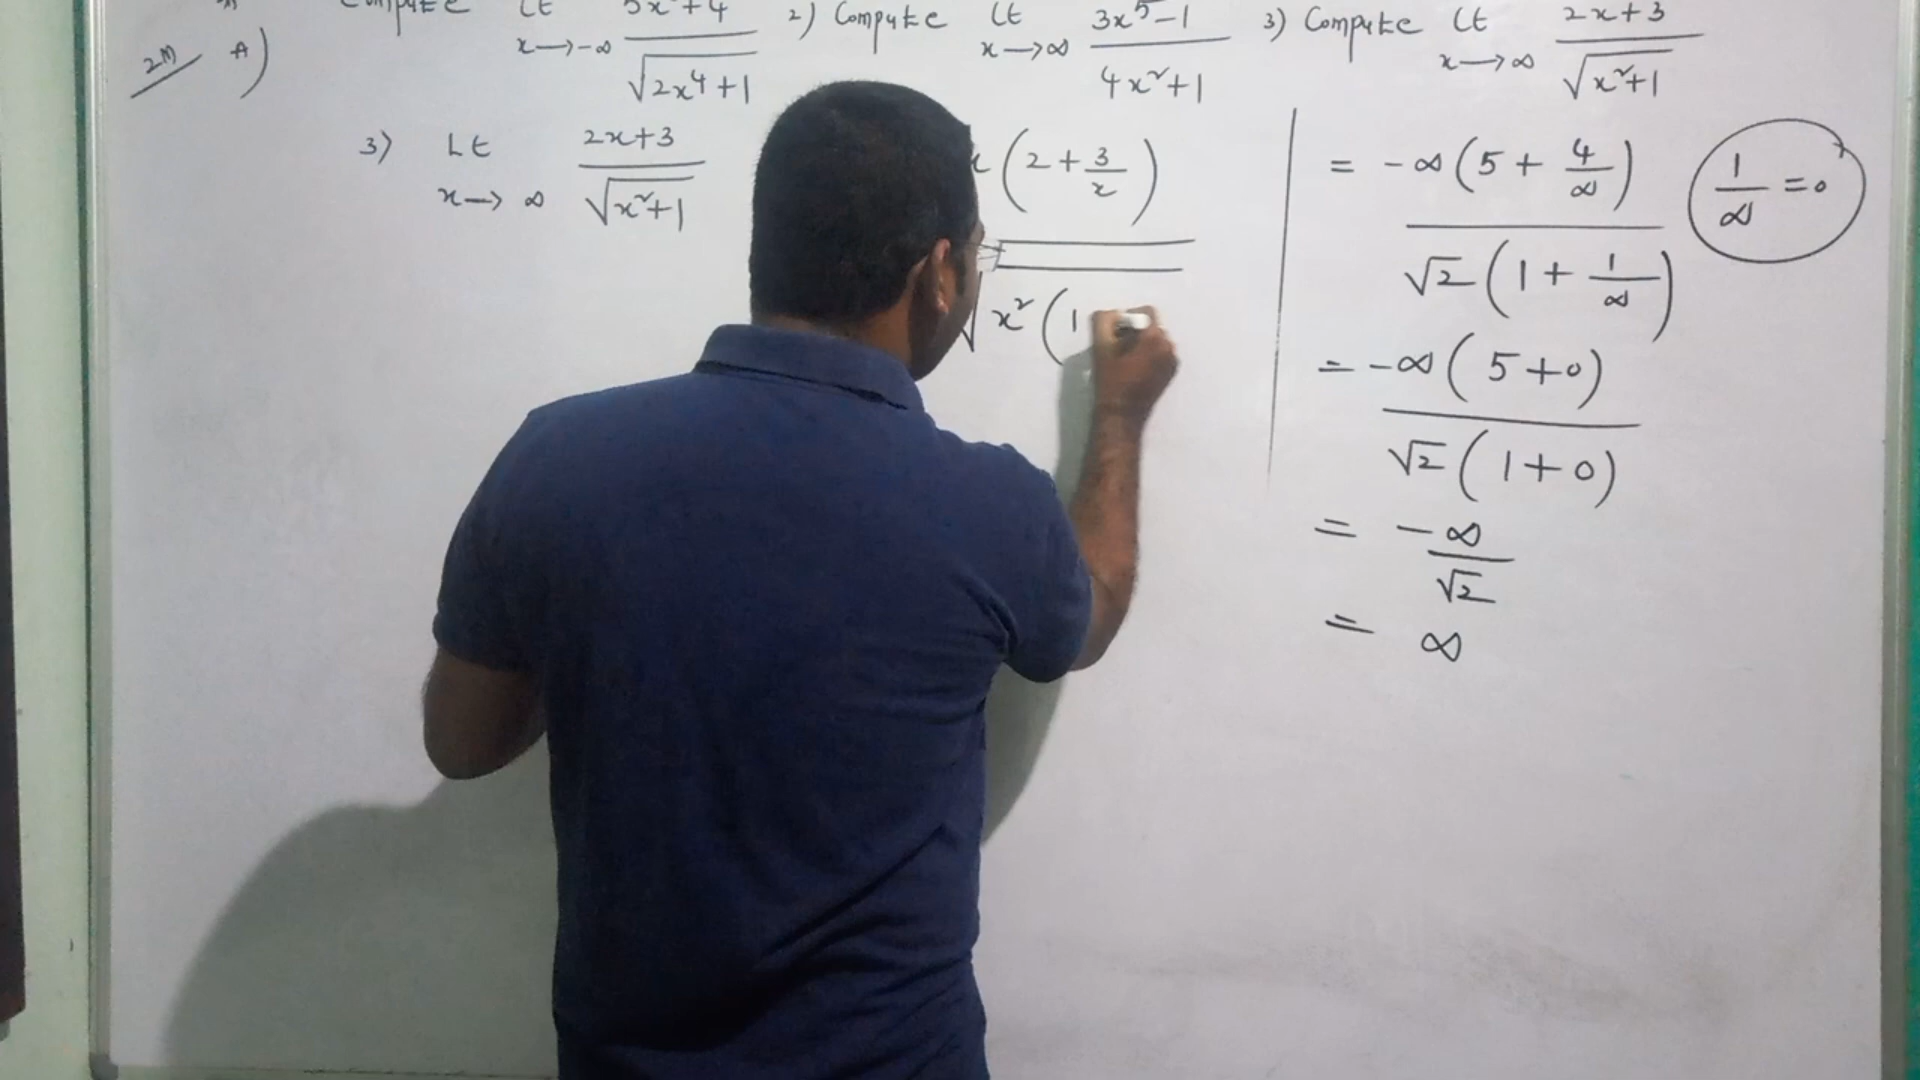 Compute Lt x→-∞ 5x +4 / √2x⁴+1 2) Compute Lt x→∞ 3x⁵-1 / 4x²+1 3) Compute Lt x→∞ 2x+3 / √x²+1
2M A)
3) Lt x→∞ 2x+3 / √x²+1
(2 + 3/x)
√x² (1
= -∞ (5 + 4/∞) / √2 (1 + 1/∞)
1/∞ = 0
= -∞ (5+0) / √2 (1+0)
= -∞ / √2
= ∞